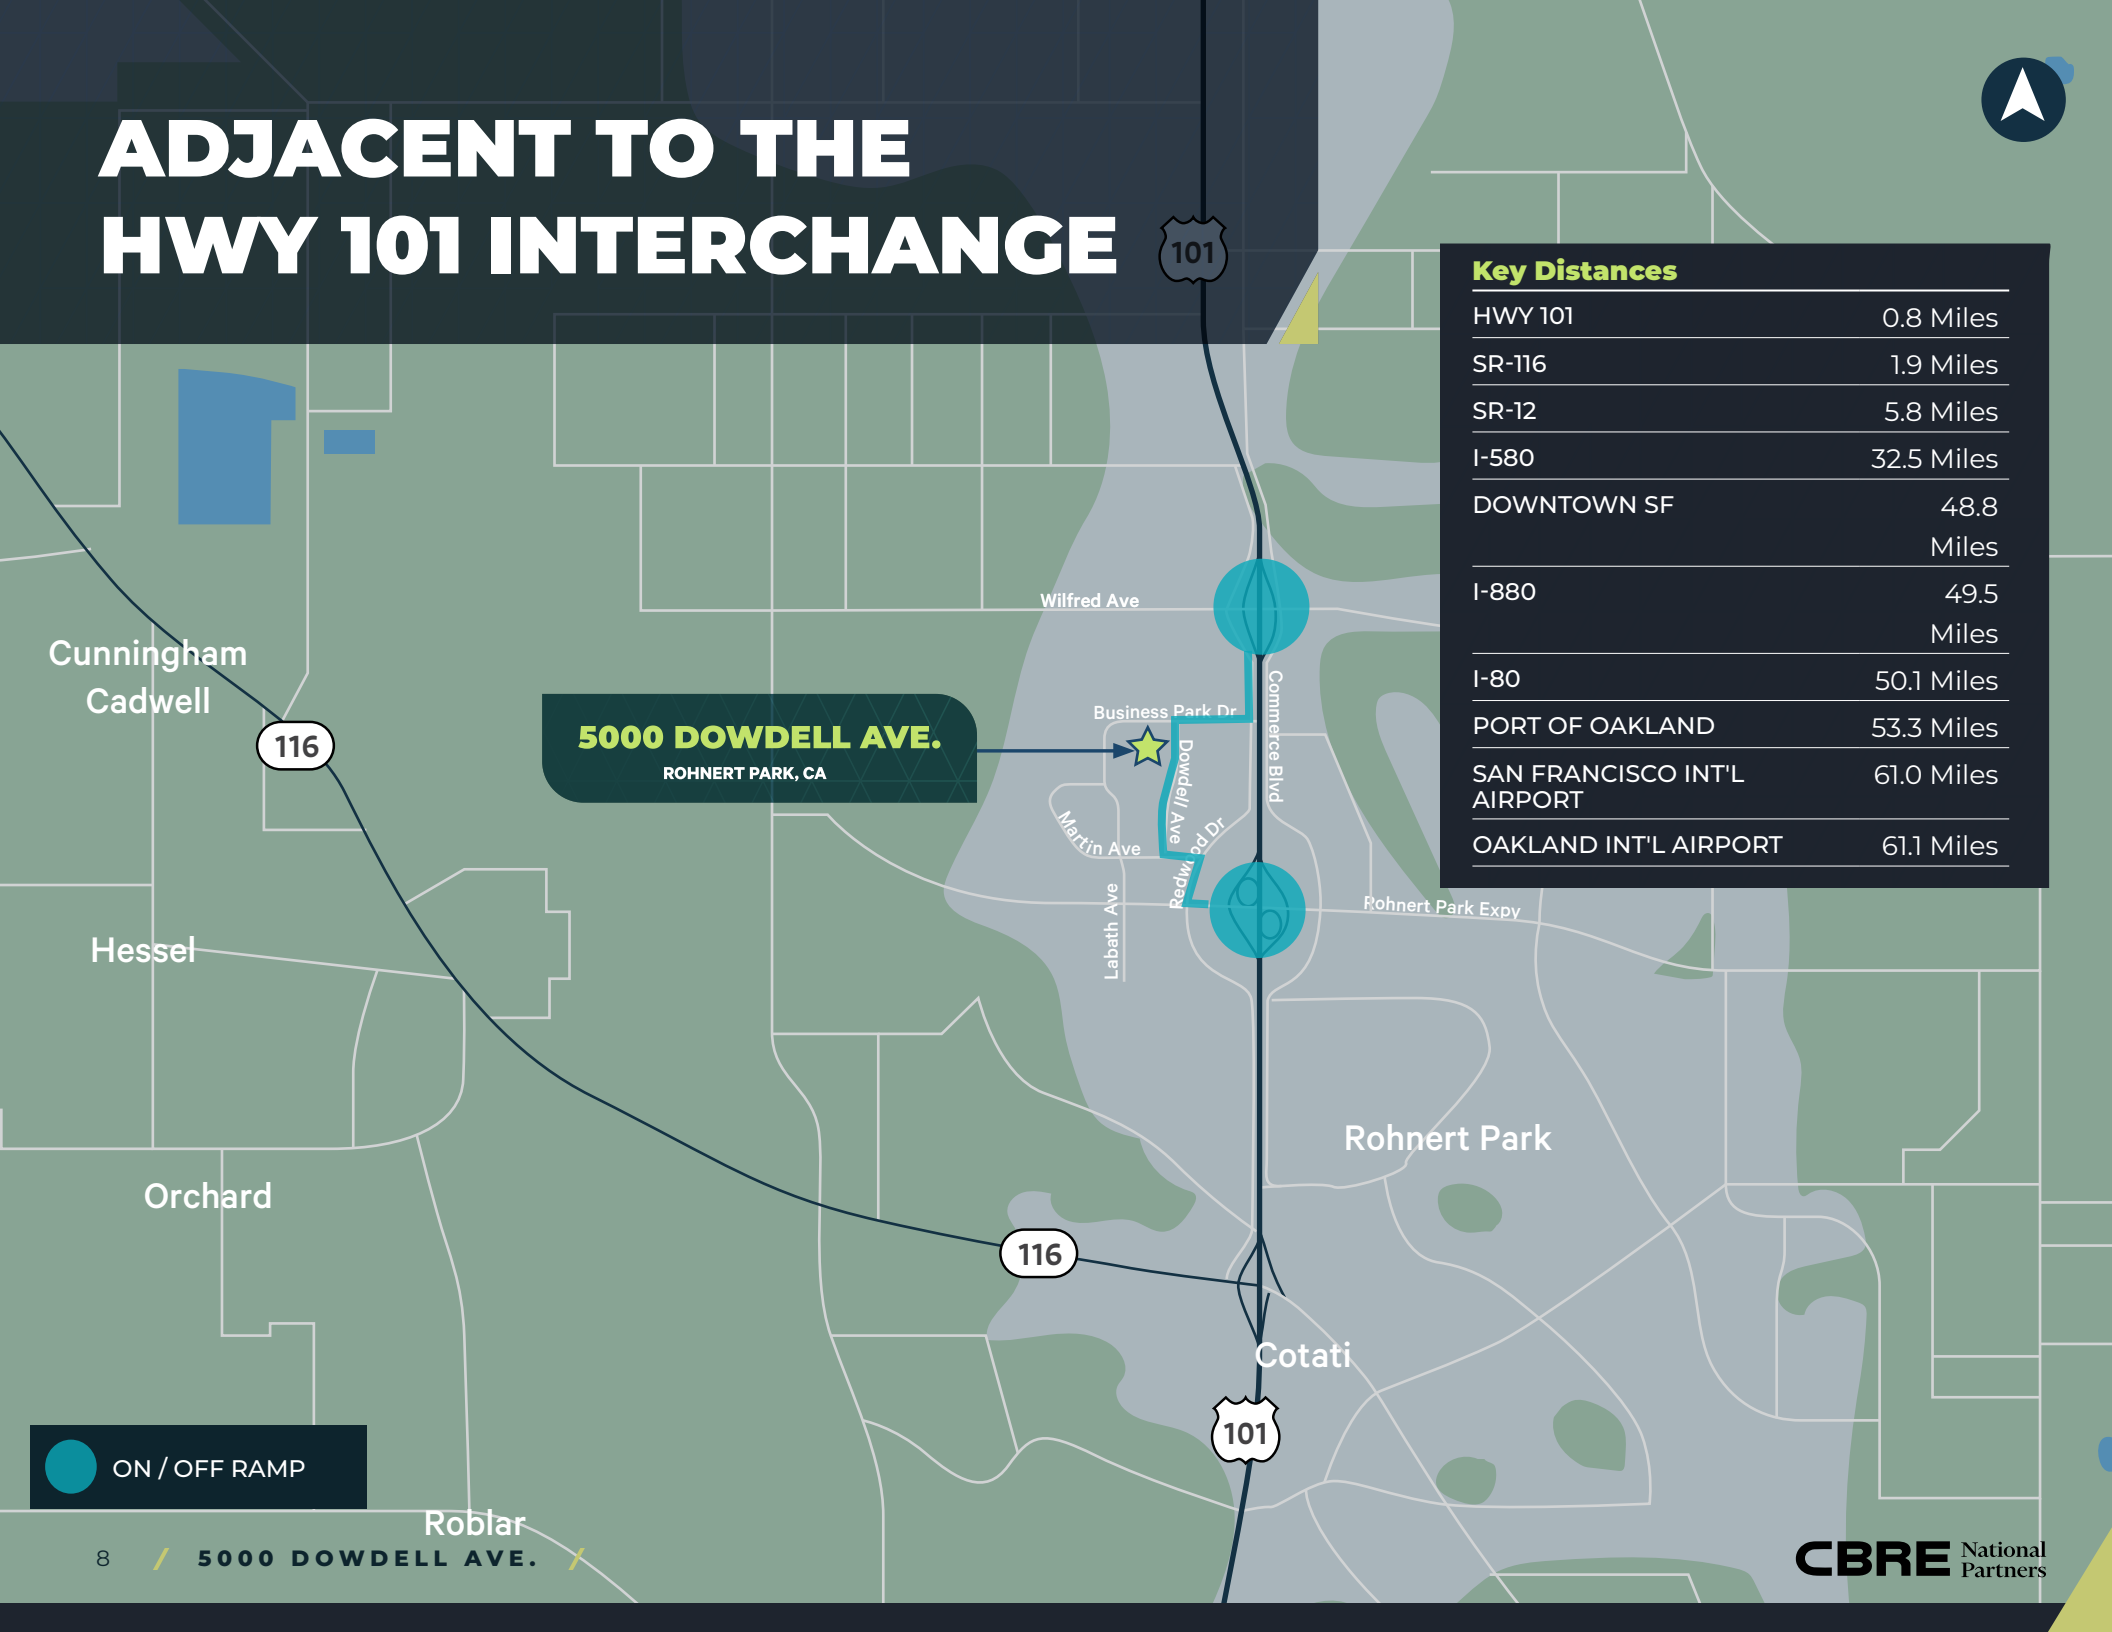 ADJACENT TO THE
HWY 101 INTERCHANGE
101
Key Distances
HWY 101 0.8 Miles
SR-116 1.9 Miles
SR-12 5.8 Miles
I-580 32.5 Miles
DOWNTOWN SF 48.8
Miles
I-880 49.5
Miles
I-80 50.1 Miles
PORT OF OAKLAND 53.3 Miles
SAN FRANCISCO INT'L 61.0 Miles
AIRPORT
OAKLAND INT'L AIRPORT 61.1 Miles
Wilfred Ave
Cunningham
Cadwell
116
5000 DOWDELL AVE.
ROHNERT PARK, CA
Business Park Dr
Commerce Blvd
Dowdell Ave
Martin Ave
Redwood Dr
Labath Ave
Rohnert Park Expy
Hessel
Rohnert Park
Orchard
116
Cotati
101
ON / OFF RAMP
Roblar
8 / 5000 DOWDELL AVE. /
CBRE National
Partners